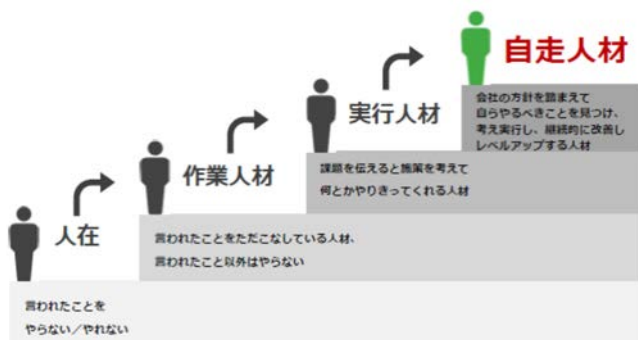 自走人材
会社の方針を踏まえて
自らやるべきことを見つけ、
考え実行し、継続的に改善し
レベルアップする人材
実行人材
課題を伝えると施策を考えて
何とかやりきってくれる人材
作業人材
言われたことをただこなしている人材、
言われたこと以外はやらない
人在
言われたことを
やらない／やれない